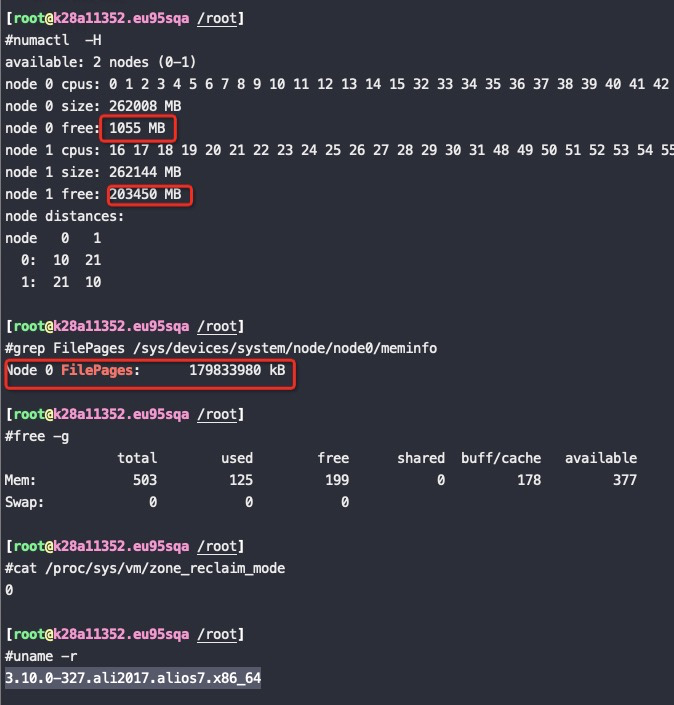 [root@k28a11352.eu95sqa /root]
#numactl  -H
available: 2 nodes (0-1)
node 0 cpus: 0 1 2 3 4 5 6 7 8 9 10 11 12 13 14 15 32 33 34 35 36 37 38 39 40 41 42
node 0 size: 262008 MB
node 0 free: 1055 MB
node 1 cpus: 16 17 18 19 20 21 22 23 24 25 26 27 28 29 30 31 48 49 50 51 52 53 54 55
node 1 size: 262144 MB
node 1 free: 203450 MB
node distances:
node   0   1
  0:  10  21
  1:  21  10
[root@k28a11352.eu95sqa /root]
#grep FilePages /sys/devices/system/node/node0/meminfo
Node 0 FilePages:      179833980 kB
[root@k28a11352.eu95sqa /root]
#free -g
              total        used        free      shared  buff/cache   available
Mem:            503         125         199           0         178         377
Swap:             0           0           0
[root@k28a11352.eu95sqa /root]
#cat /proc/sys/vm/zone_reclaim_mode
0
[root@k28a11352.eu95sqa /root]
#uname -r
3.10.0-327.ali2017.alios7.x86_64